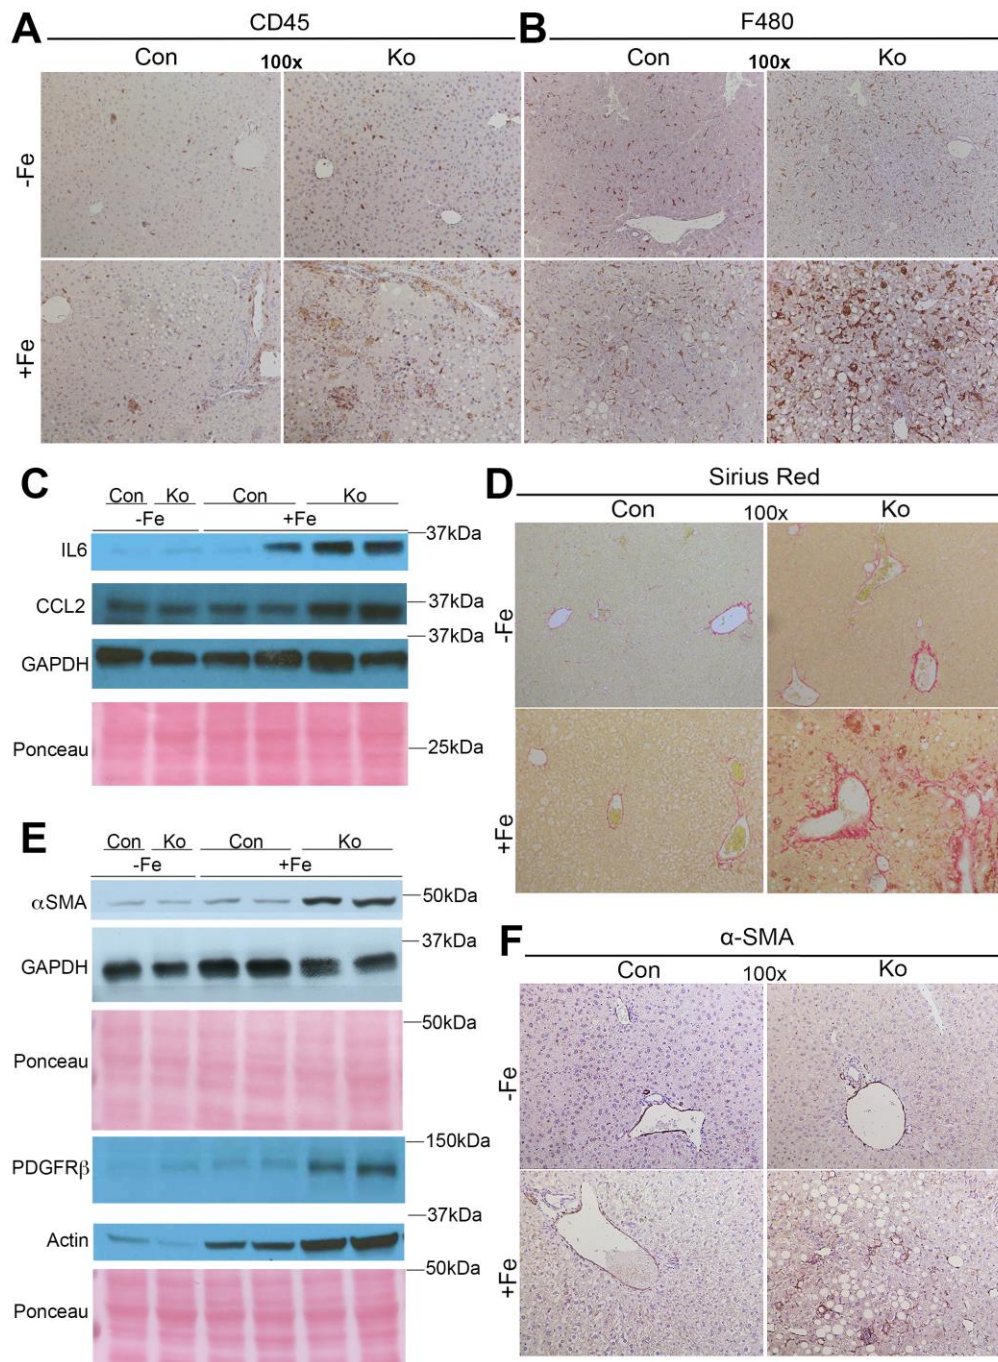 A
CD45
Con 100x Ko
-Fe
+Fe
B
F480
Con 100x Ko
C
Con Ko Con Ko
-Fe +Fe
IL6
37kDa
CCL2
37kDa
37kDa
GAPDH
Ponceau
25kDa
D
Sirius Red
Con 100x Ko
-Fe
+Fe
E
Con Ko Con Ko
-Fe +Fe
αSMA
50kDa
37kDa
GAPDH
50kDa
Ponceau
150kDa
PDGFRβ
37kDa
Actin
50kDa
Ponceau
F
α-SMA
Con 100x Ko
-Fe
+Fe